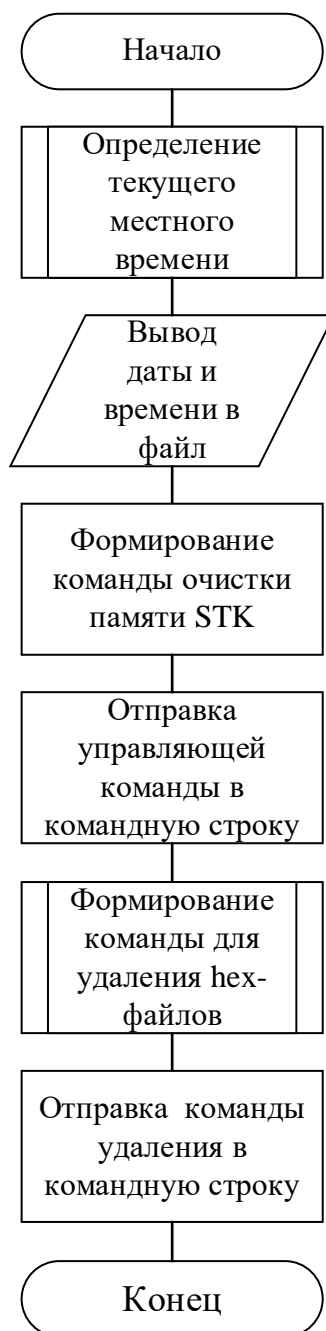 Начало
Определение
текущего
местного
времени
Вывод
даты и
времени в
файл
Формирование
команды очистки
памяти STK
Отправка
управляющей
команды в
командную строку
Формирование
команды для
удаления hex-
файлов
Отправка команды
удаления в
командную строку
Конец